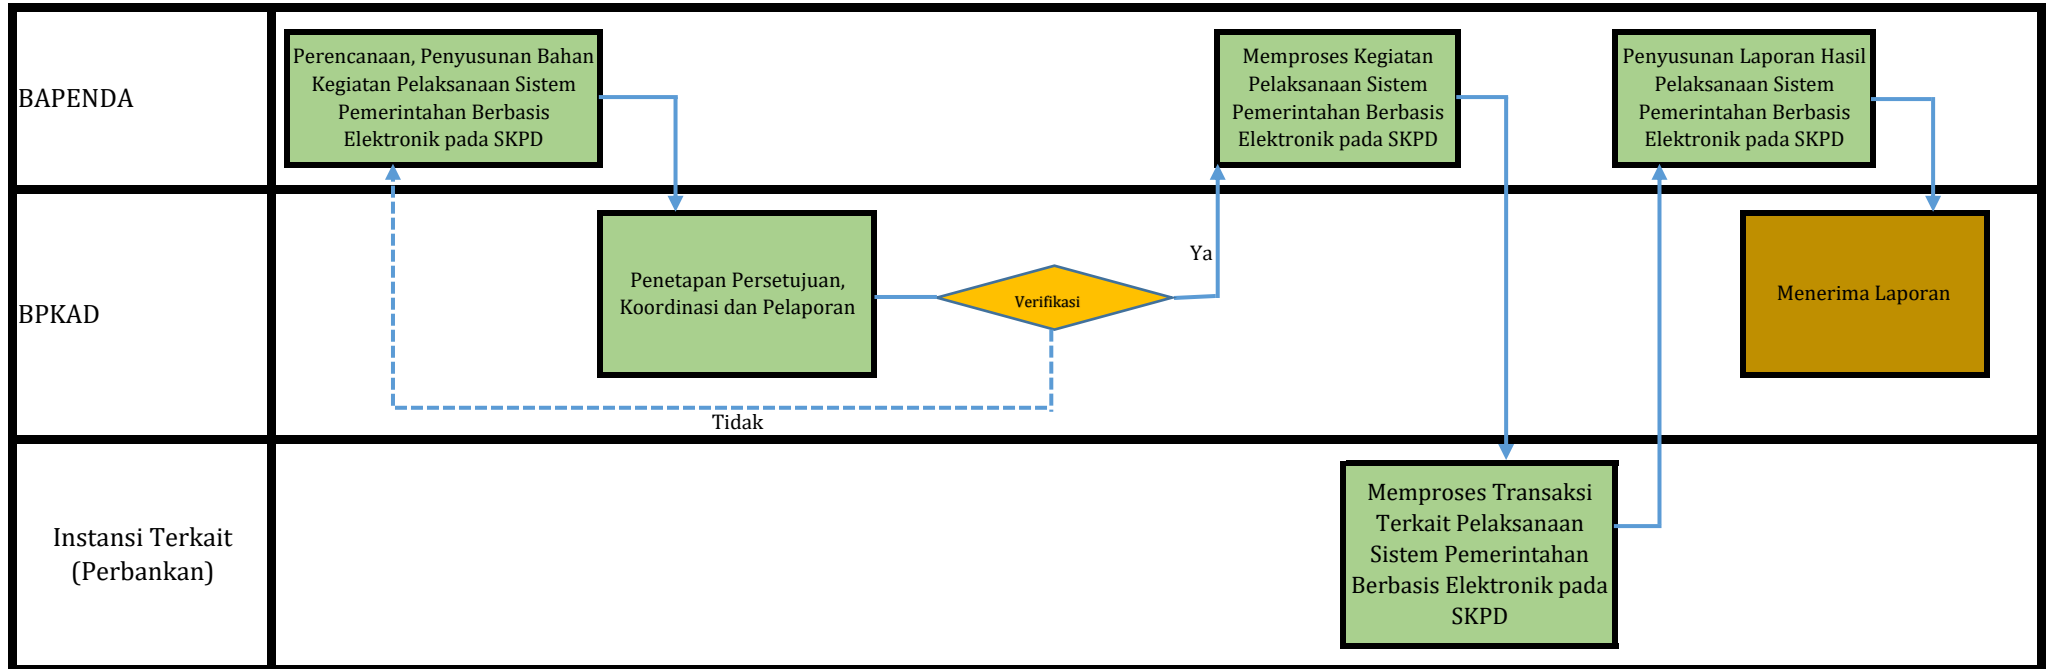 BAPENDA
Perencanaan, Penyusunan Bahan
Kegiatan Pelaksanaan Sistem
Pemerintahan Berbasis
Elektronik pada SKPD
Memproses Kegiatan
Pelaksanaan Sistem
Pemerintahan Berbasis
Elektronik pada SKPD
Penyusunan Laporan Hasil
Pelaksanaan Sistem
Pemerintahan Berbasis
Elektronik pada SKPD
BPKAD
Penetapan Persetujuan,
Koordinasi dan Pelaporan
Verifikasi
Ya
Tidak
Menerima Laporan
Instansi Terkait
(Perbankan)
Memproses Transaksi
Terkait Pelaksanaan
Sistem Pemerintahan
Berbasis Elektronik pada
SKPD